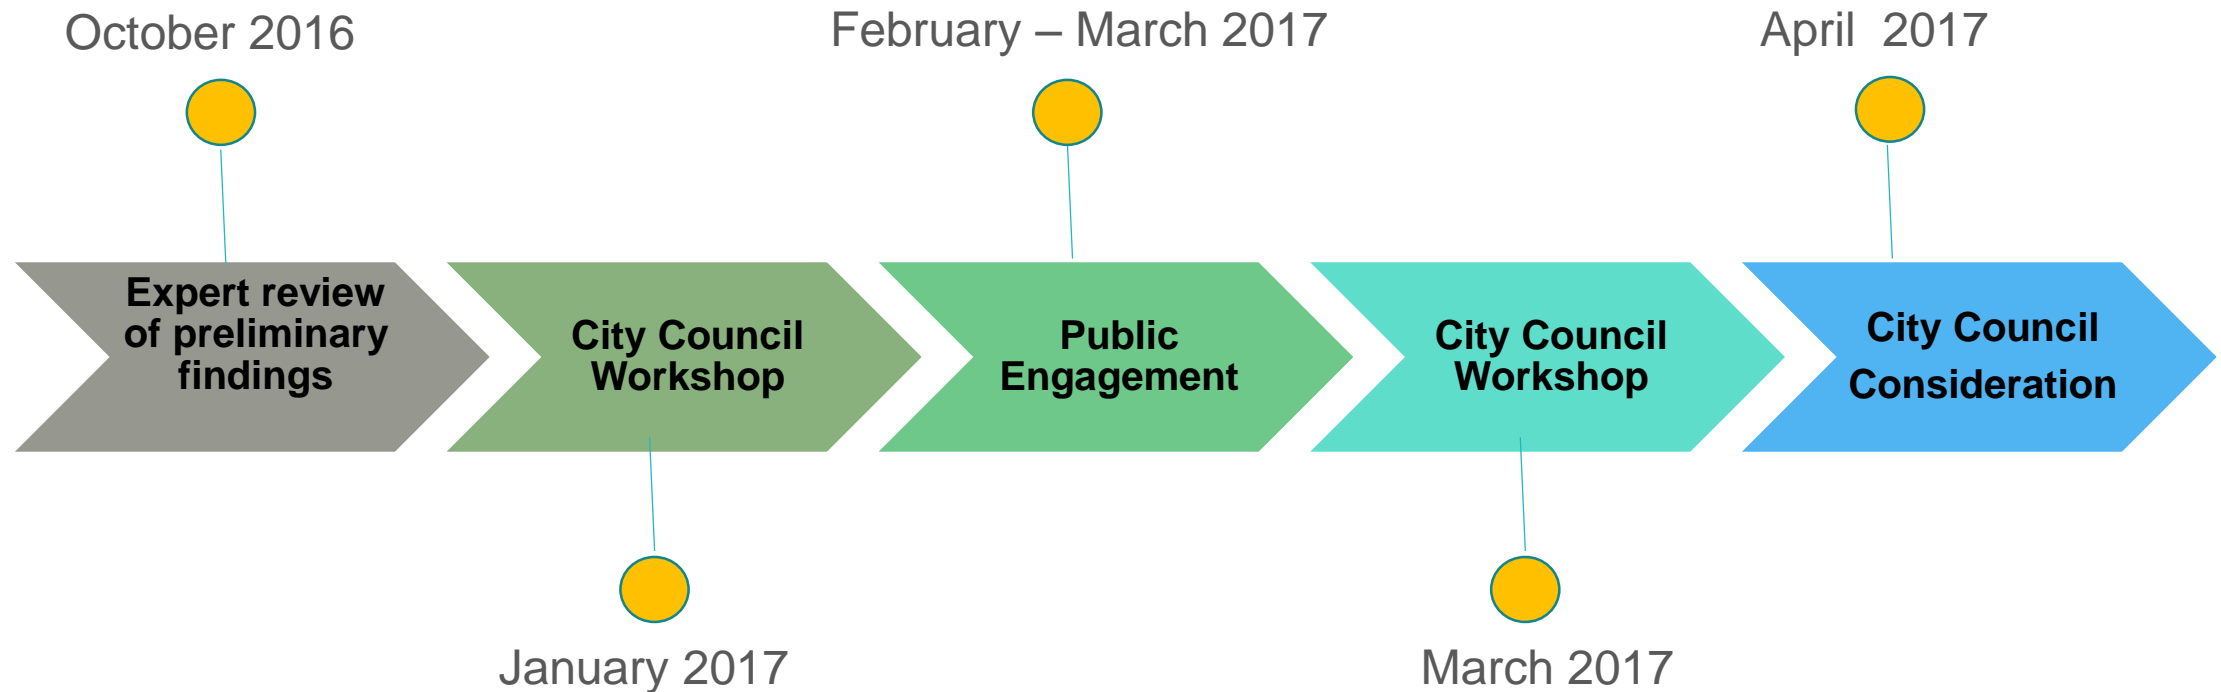 October 2016
February – March 2017
April 2017
Expert review
of preliminary
findings
City Council
Workshop
Public
Engagement
City Council
Workshop
City Council
Consideration
January 2017
March 2017